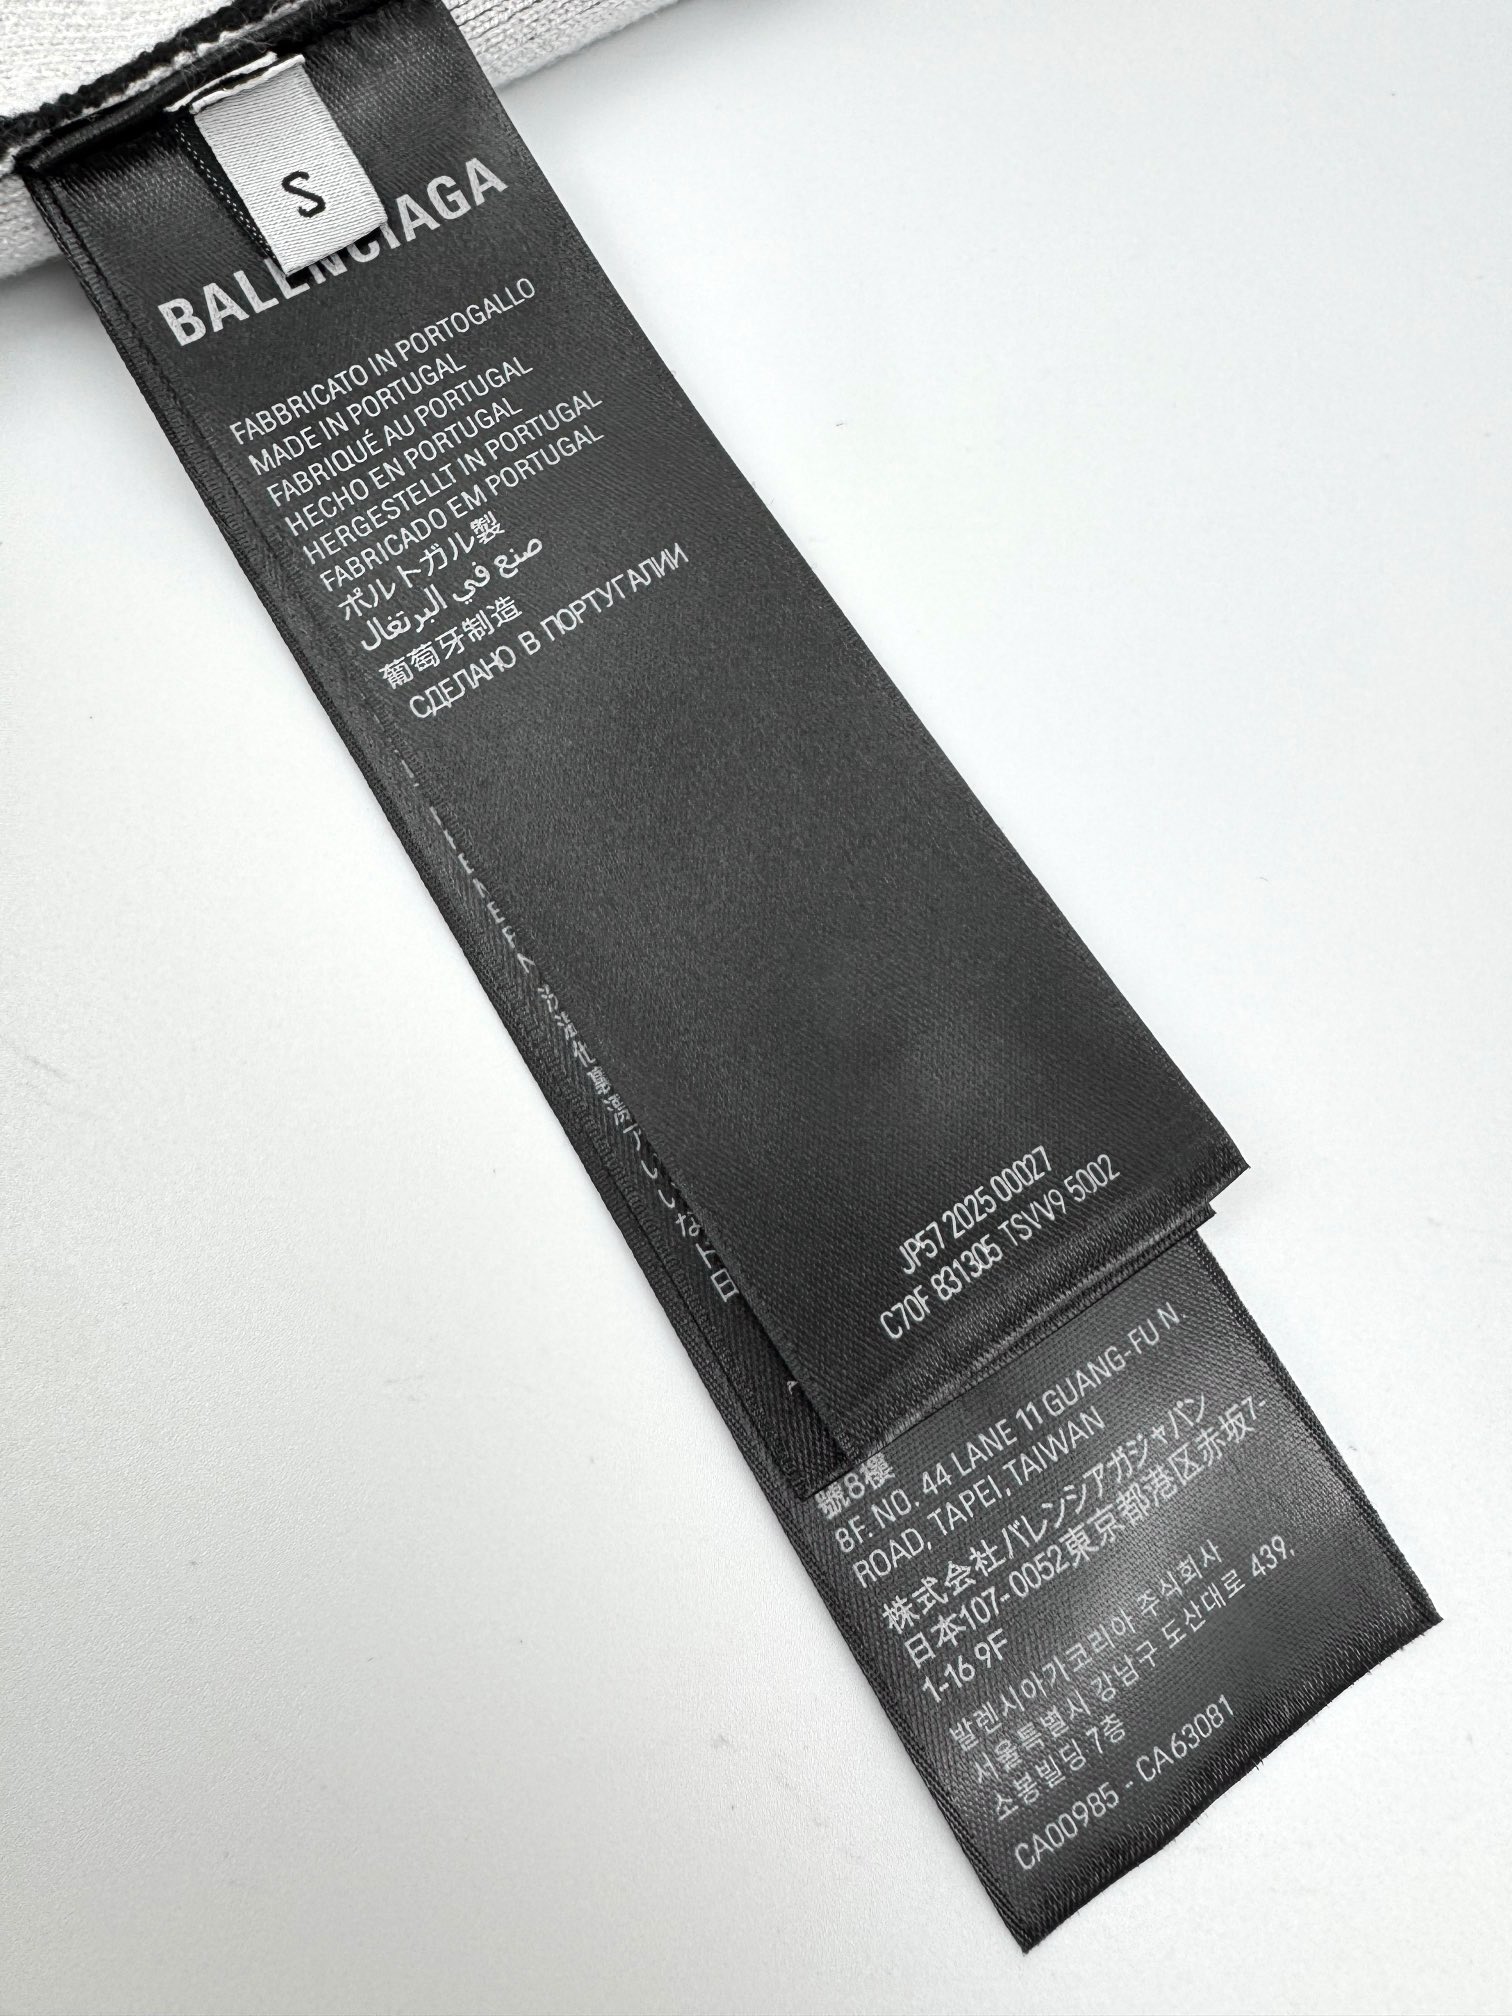 S
BALENCIAGA
FABBRICATO IN PORTOGALLO
MADE IN PORTUGAL
FABRIQUÉ AU PORTUGAL
HECHO EN PORTUGAL
HERGESTELLT IN PORTUGAL
FABRICADO EM PORTUGAL
ポルトガル製
صنع في البرتغال
葡萄牙制造
СДЕЛАНО В ПОРТУГАЛИИ
JP57 2025 00027
C70F 831305 TSVV9 5002
號8樓
8F. NO. 44 LANE 11 GUANG-FU N.
ROAD, TAPEI, TAIWAN
株式会社バレンシアガジャパン
日本107-0052東京都港区赤坂7-
1-16 9F
발렌시아가코리아 주식회사
서울특별시 강남구 도산대로 439,
소봉빌딩 7층
CA00985 - CA63081